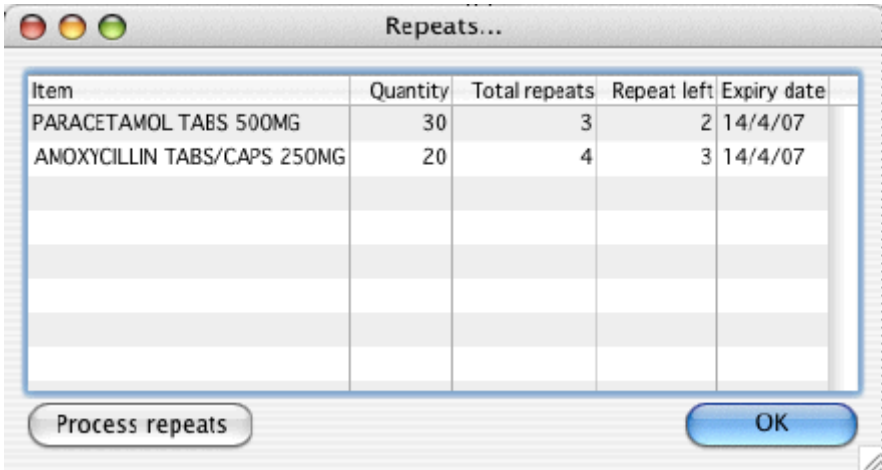 Repeats...
Item Quantity Total repeats Repeat left Expiry date
PARACETAMOL TABS 500MG 30 3 2 14/4/07
AMOXYCILLIN TABS/CAPS 250MG 20 4 3 14/4/07
Process repeats OK